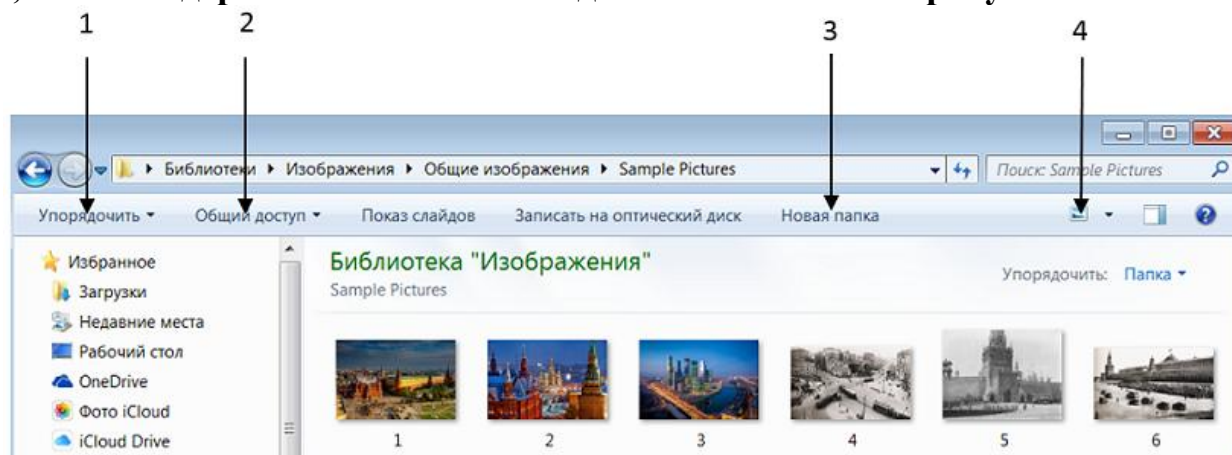 1 2 3 4
Библиотеки Изображения Общие изображения Sample Pictures Поиск: Sample Pictures
Упорядочить Общий доступ Показ слайдов Записать на оптический диск Новая папка
Избранное
Загрузки
Недавние места
Рабочий стол
OneDrive
Фото iCloud
iCloud Drive
Библиотека "Изображения"
Sample Pictures
Упорядочить: Папка
1 2 3 4 5 6